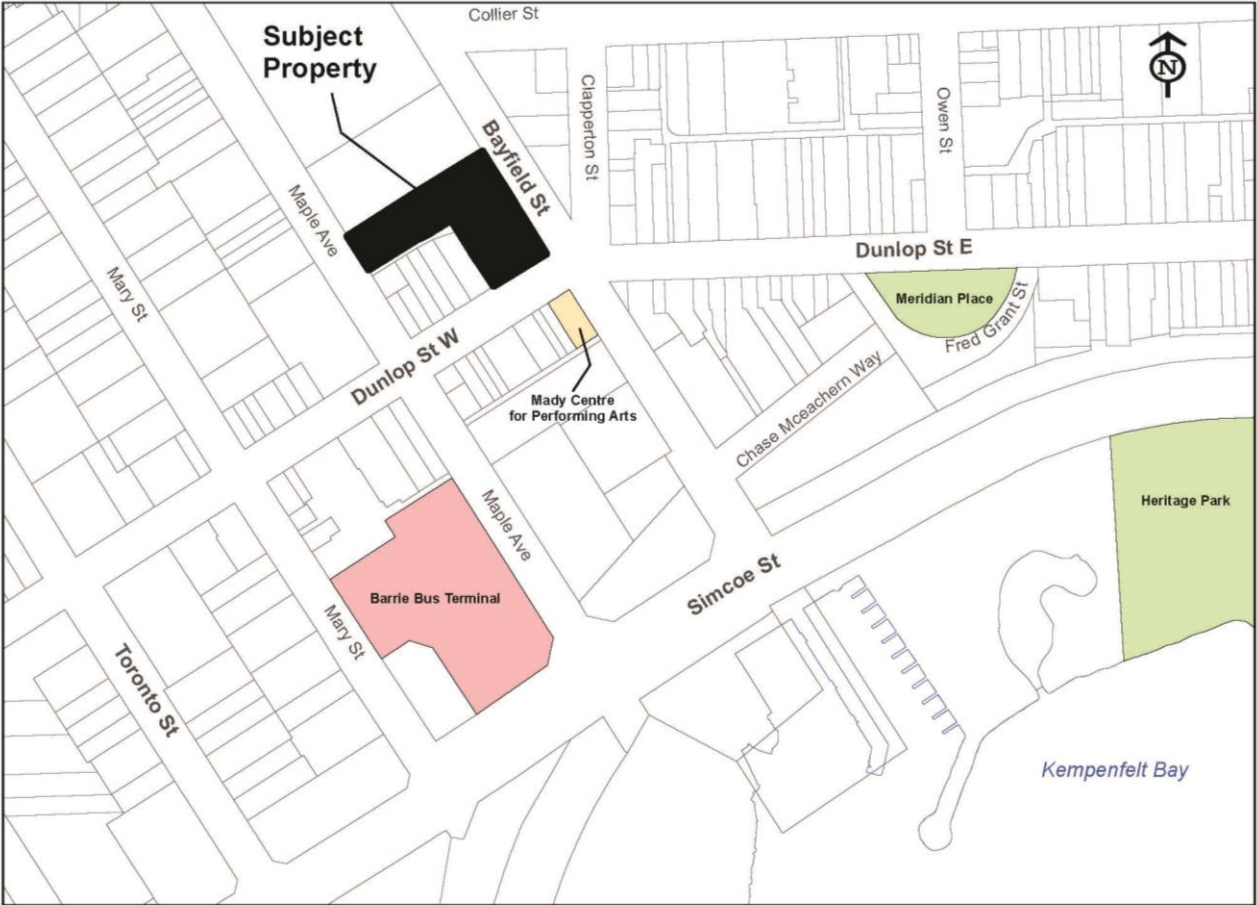 Collier St
Subject
Property
N
Clapperton St
Owen St
Bayfield St
Maple Ave
Dunlop St E
Mary St
Meridian Place
Fred Grant St
Dunlop St W
Mady Centre
for Performing Arts
Chase Mceachern Way
Heritage Park
Maple Ave
Simcoe St
Barrie Bus Terminal
Mary St
Toronto St
Kempenfelt Bay